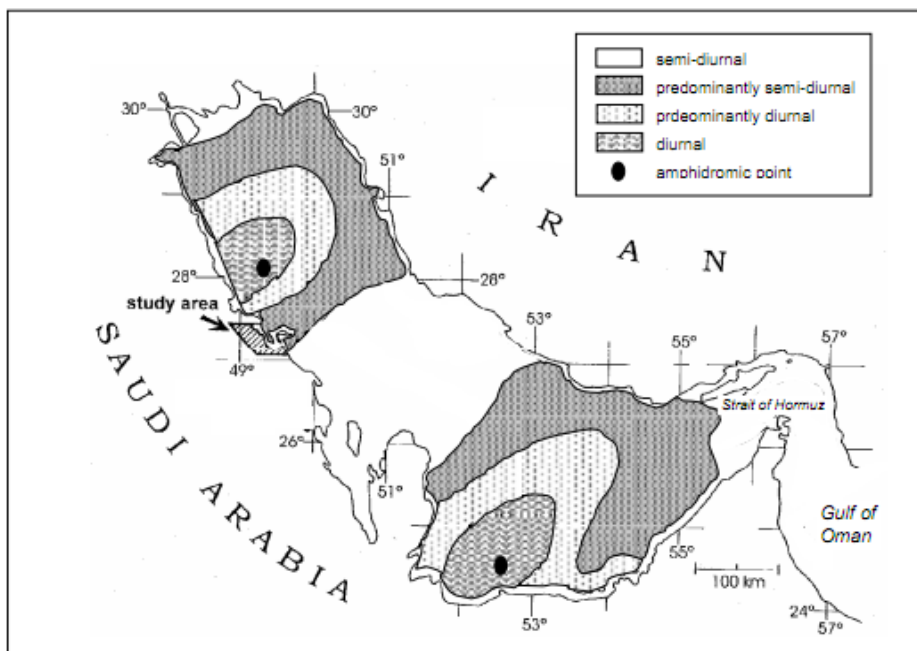 semi-diurnal
predominantly semi-diurnal
prdeominantly diurnal
diurnal
amphidromic point
30°
30°
51°
I R A N
28°
28°
study area
49°
53°
55°
57°
Strait of Hormuz
SAUDI ARABIA
26°
51°
55°
Gulf of
Oman
100 km
53°
24°
57°